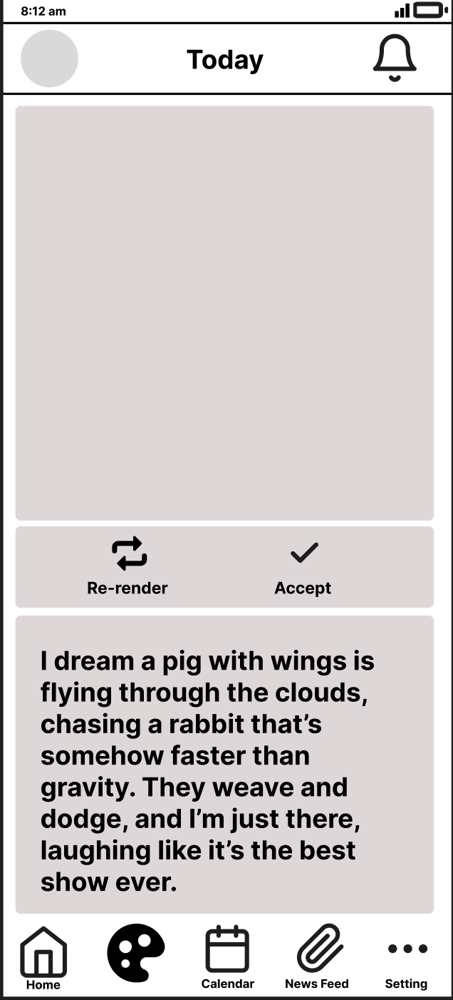 8:12 am
Today
Re-render
Accept
I dream a pig with wings is
flying through the clouds,
chasing a rabbit that’s
somehow faster than
gravity. They weave and
dodge, and I’m just there,
laughing like it’s the best
show ever.
Home
Calendar
News Feed
Setting